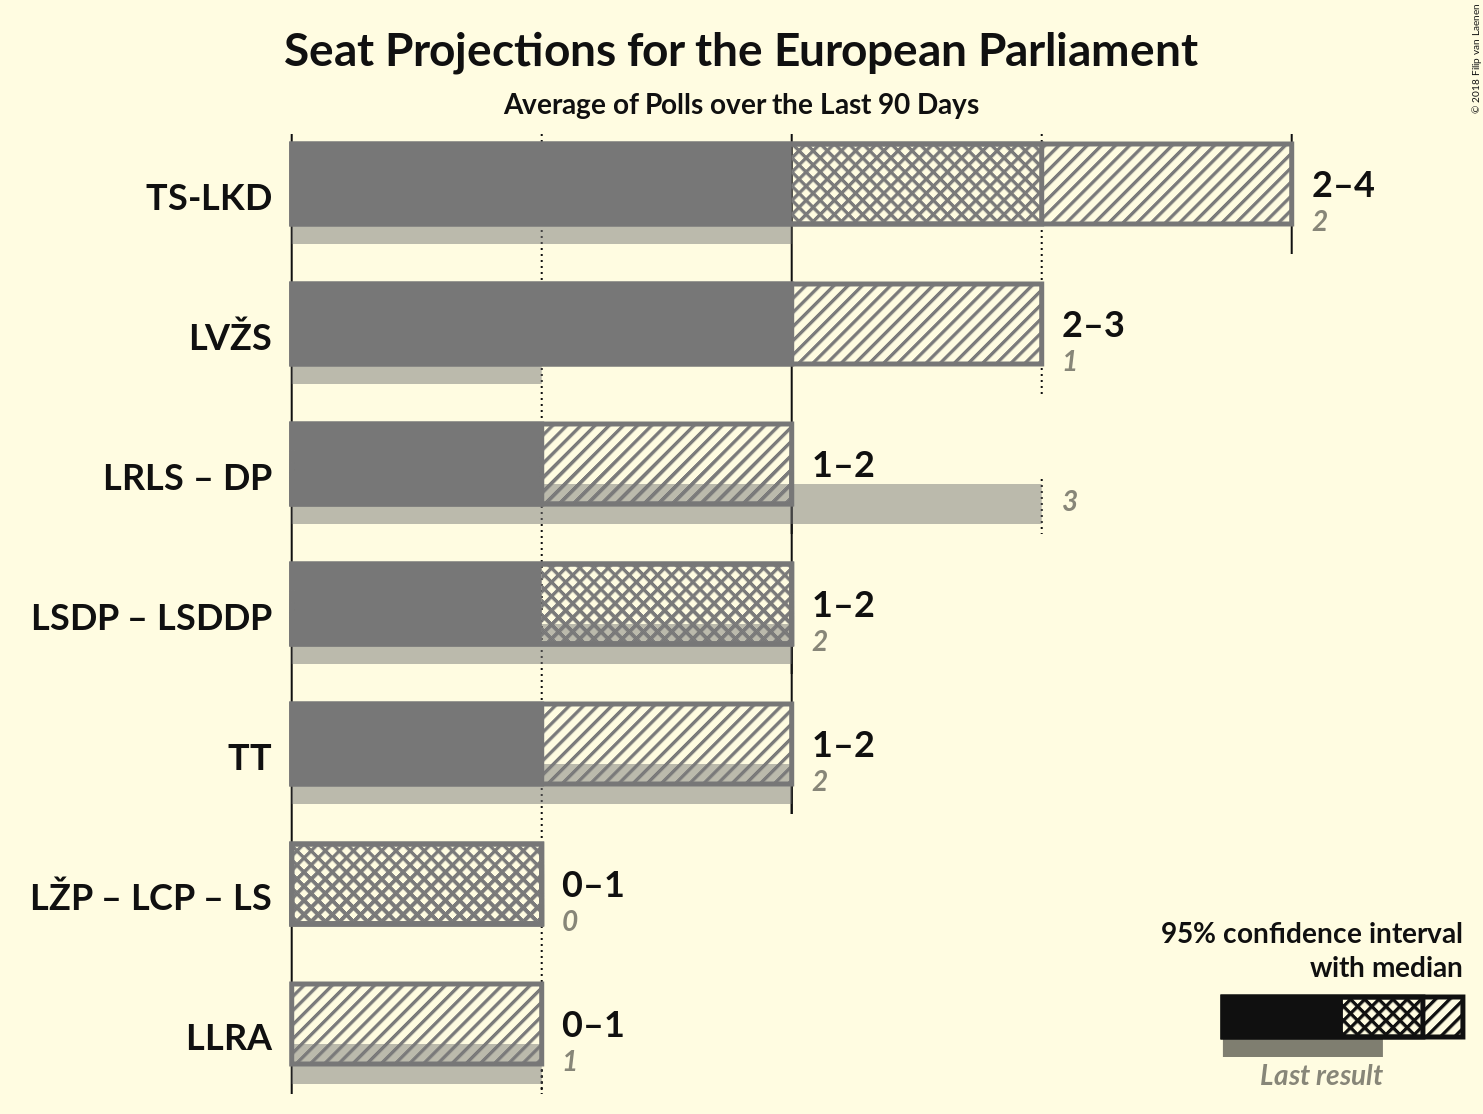 Seat Projections for the European Parliament
Average of Polls over the Last 90 Days
© 2018 Filip van Laenen
TS-LKD
2–4
2
LVŽS
2–3
1
LRLS – DP
1–2
3
LSDP – LSDDP
1–2
2
TT
1–2
2
LŽP – LCP – LS
0–1
0
LLRA
0–1
1
95% confidence interval
with median
Last result